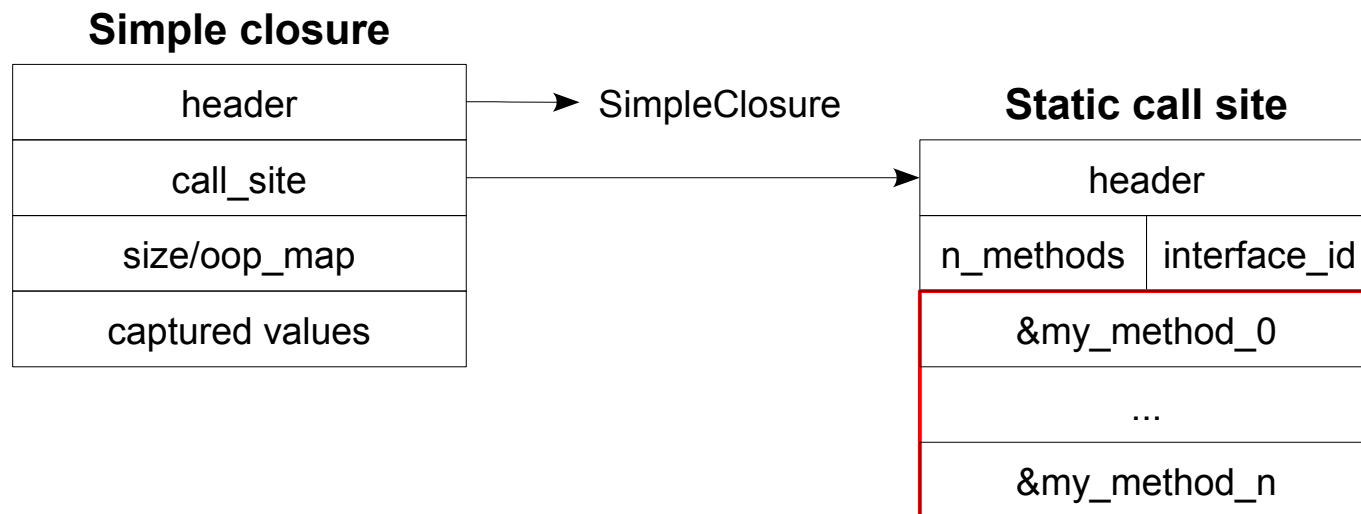 Simple closure
header
SimpleClosure
call_site
size/oop_map
captured values
Static call site
header
n_methods interface_id
&my_method_0
...
&my_method_n